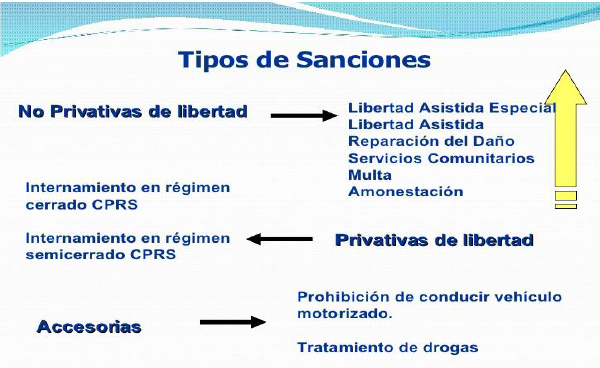 Tipos de Sanciones
No Privativas de libertad
Libertad Asistida Especial
Libertad Asistida
Reparación del Daño
Servicios Comunitarios
Multa
Amonestación
Internamiento en régimen
cerrado CPRS
Internamiento en régimen
semicerrado CPRS
Privativas de libertad
Accesorias
Prohibición de conducir vehículo
motorizado.
Tratamiento de drogas